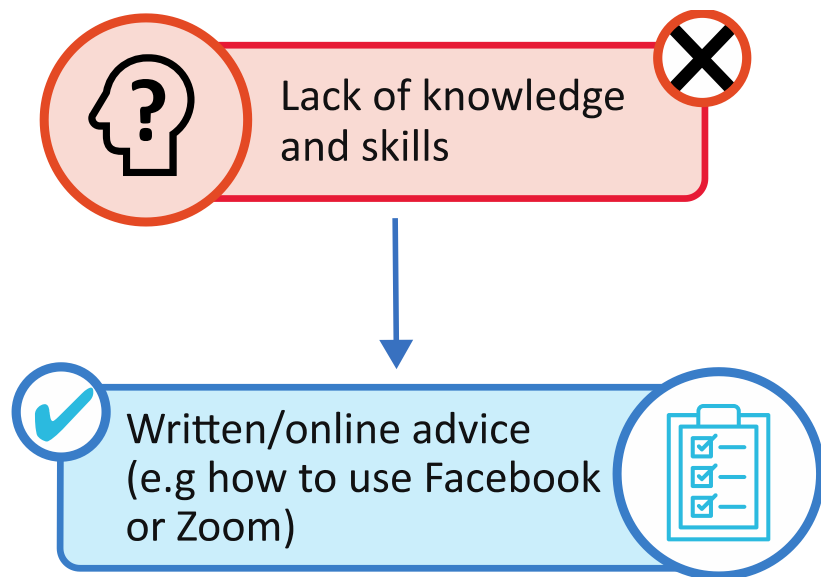 ?
Lack of knowledge
and skills
Written/online advice
(e.g how to use Facebook
or Zoom)